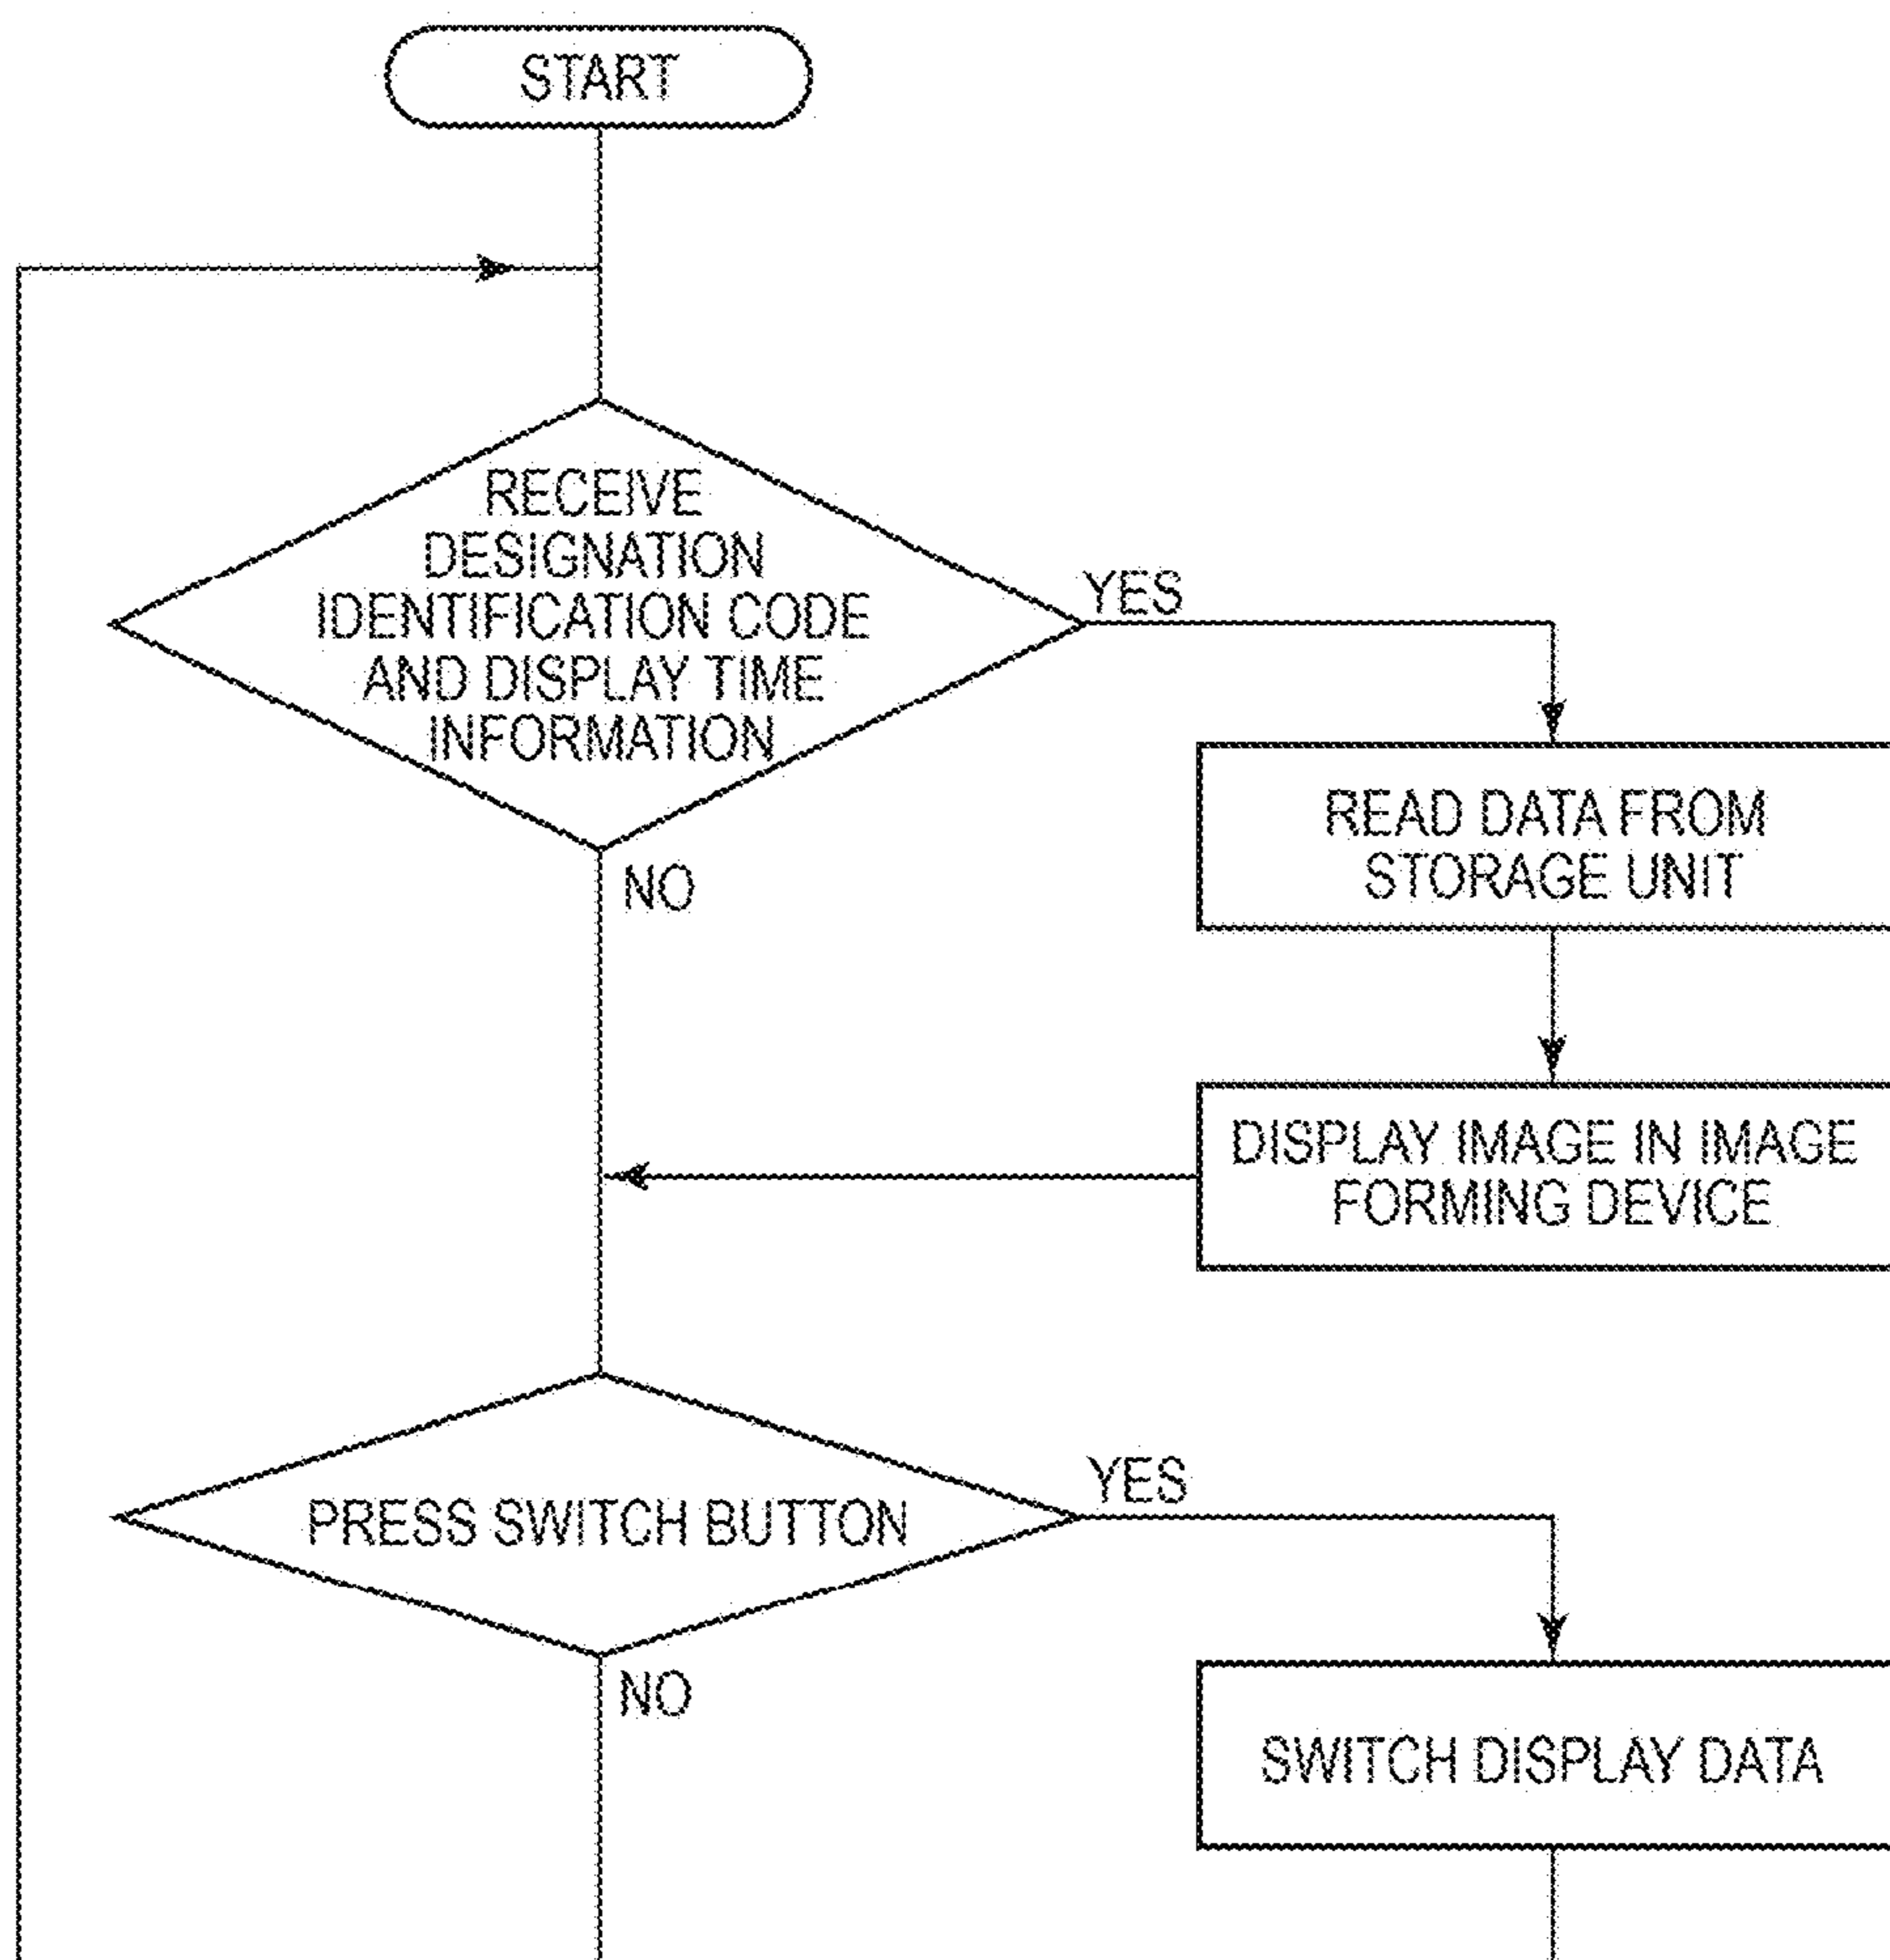 START
RECEIVE
DESIGNATION
IDENTIFICATION CODE
AND DISPLAY TIME
INFORMATION
YES
NO
READ DATA FROM
STORAGE UNIT
DISPLAY IMAGE IN IMAGE
FORMING DEVICE
PRESS SWITCH BUTTON
YES
NO
SWITCH DISPLAY DATA